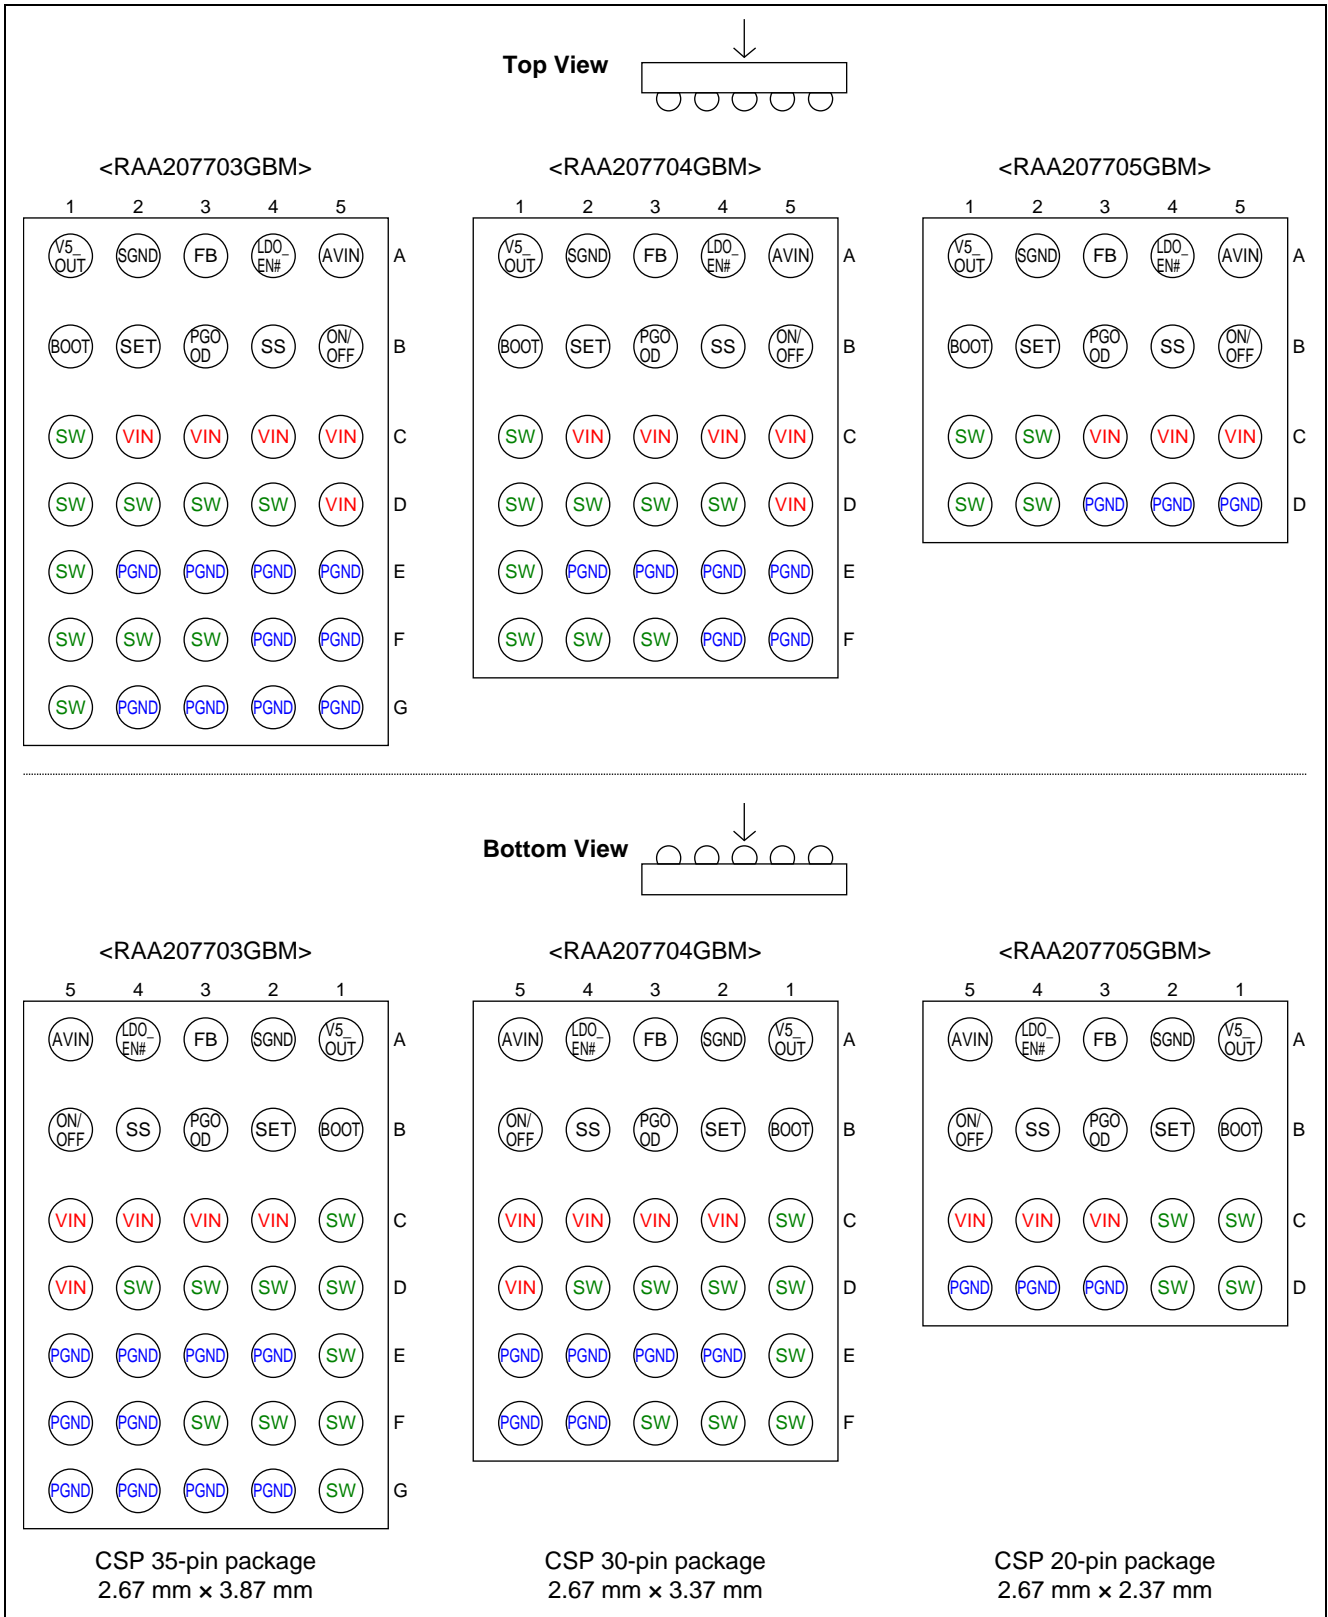 Top View
<RAA207703GBM> <RAA207704GBM> <RAA207705GBM>
1 2 3 4 5 1 2 3 4 5 1 2 3 4 5
V5_OUT SGND FB LDO_EN# AVIN A V5_OUT SGND FB LDO_EN# AVIN A V5_OUT SGND FB LDO_EN# AVIN A
BOOT SET PGOOD SS ON/OFF B BOOT SET PGOOD SS ON/OFF B BOOT SET PGOOD SS ON/OFF B
SW VIN VIN VIN VIN C SW VIN VIN VIN VIN C SW SW VIN VIN VIN C
SW SW SW SW VIN D SW SW SW SW VIN D SW SW PGND PGND PGND D
SW PGND PGND PGND PGND E SW PGND PGND PGND PGND E
SW SW SW PGND PGND F SW SW SW PGND PGND F
SW PGND PGND PGND PGND G
Bottom View
<RAA207703GBM> <RAA207704GBM> <RAA207705GBM>
5 4 3 2 1 5 4 3 2 1 5 4 3 2 1
AVIN LDO_EN# FB SGND V5_OUT A AVIN LDO_EN# FB SGND V5_OUT A AVIN LDO_EN# FB SGND V5_OUT A
ON/OFF SS PGOOD SET BOOT B ON/OFF SS PGOOD SET BOOT B ON/OFF SS PGOOD SET BOOT B
VIN VIN VIN VIN SW C VIN VIN VIN VIN SW C VIN VIN VIN SW SW C
VIN SW SW SW SW D VIN SW SW SW SW D PGND PGND PGND SW SW D
PGND PGND PGND PGND SW E PGND PGND PGND PGND SW E
PGND PGND SW SW SW F PGND PGND SW SW SW F
PGND PGND PGND PGND SW G
CSP 35-pin package CSP 30-pin package CSP 20-pin package
2.67 mm × 3.87 mm 2.67 mm × 3.37 mm 2.67 mm × 2.37 mm